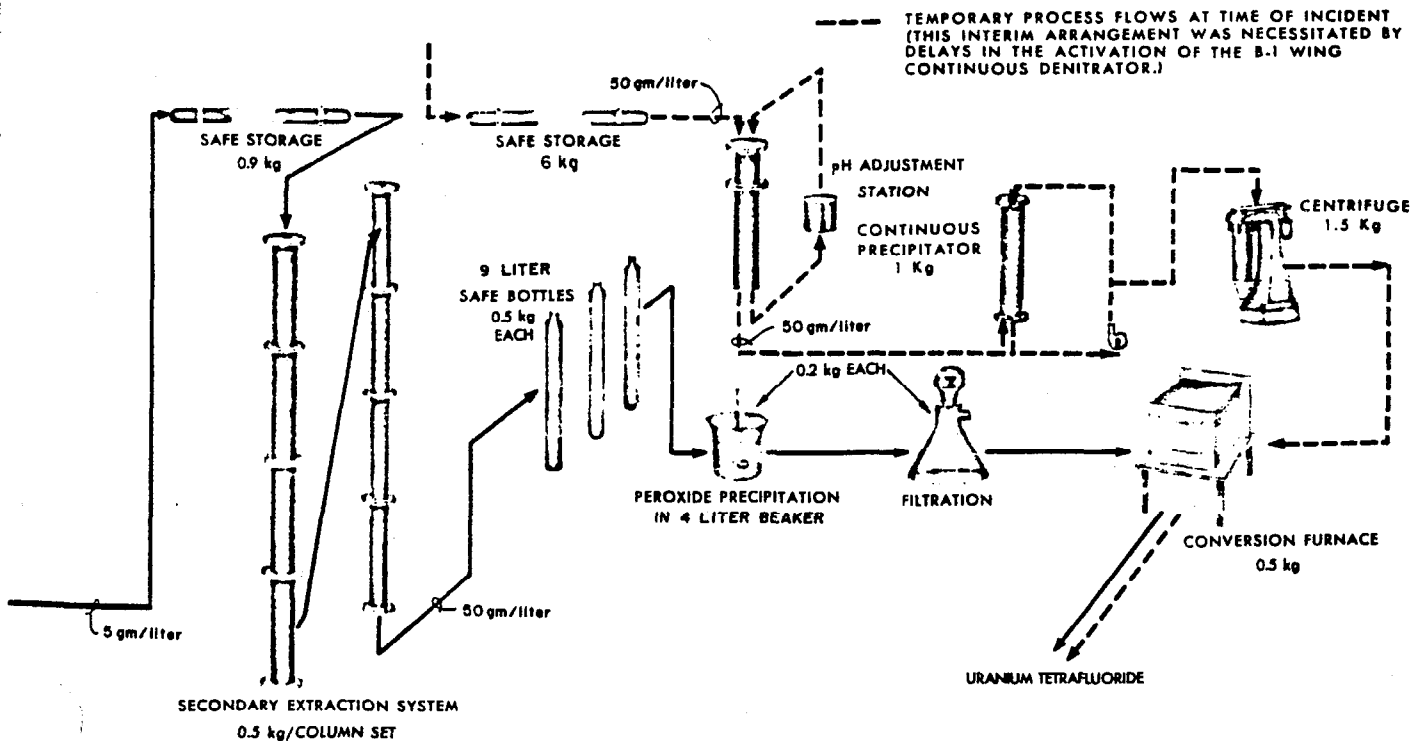 TEMPORARY PROCESS FLOWS AT TIME OF INCIDENT
(THIS INTERIM ARRANGEMENT WAS NECESSITATED BY
DELAYS IN THE ACTIVATION OF THE B-1 WING
CONTINUOUS DENITRATOR.)
50 gm/liter
SAFE STORAGE
0.9 kg
SAFE STORAGE
6 kg
pH ADJUSTMENT
STATION
CONTINUOUS
PRECIPITATOR
1 Kg
CENTRIFUGE
1.5 Kg
9 LITER
SAFE BOTTLES
0.5 kg
EACH
50 gm/liter
0.2 kg EACH
PEROXIDE PRECIPITATION
IN 4 LITER BEAKER
FILTRATION
CONVERSION FURNACE
0.5 kg
5 gm/liter
50 gm/liter
URANIUM TETRAFLUORIDE
SECONDARY EXTRACTION SYSTEM
0.5 kg/COLUMN SET